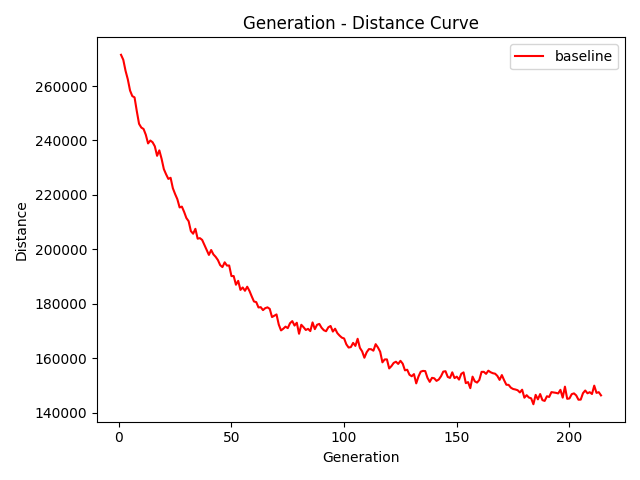 Generation - Distance Curve
baseline
Distance
260000
240000
220000
200000
180000
160000
140000
0 50 100 150 200
Generation